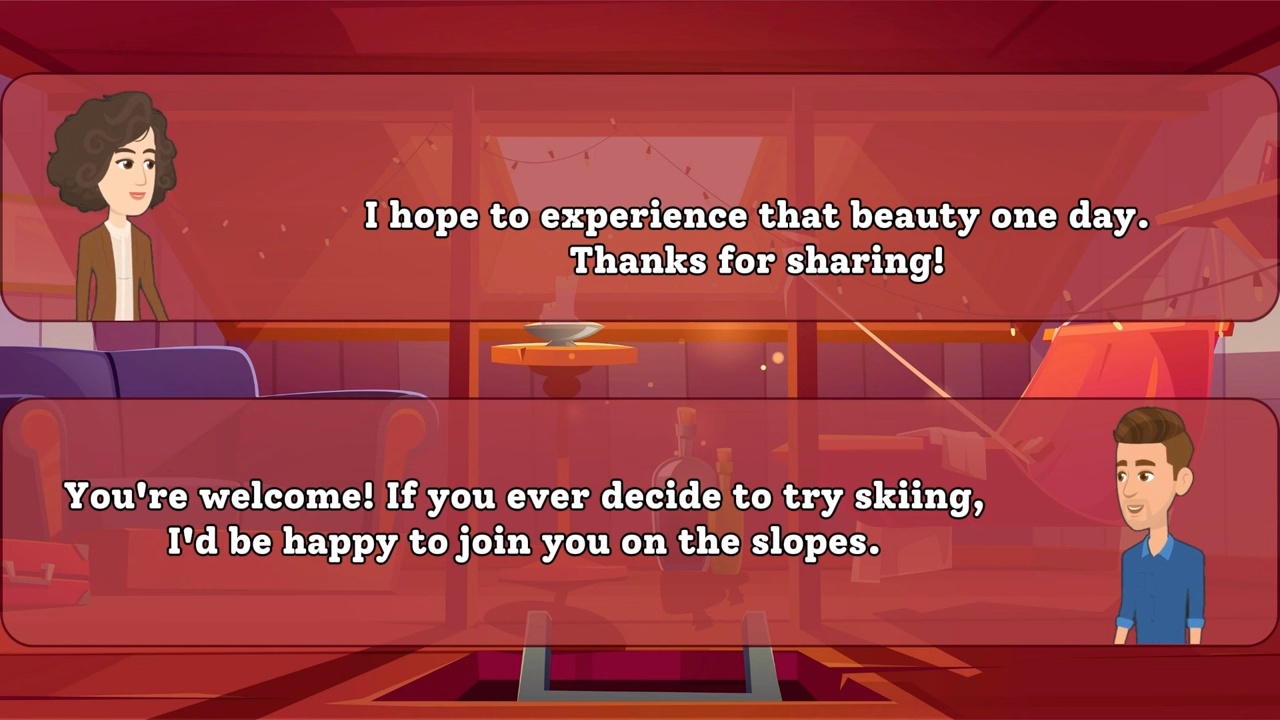 I hope to experience that beauty one day.
Thanks for sharing!
You're welcome! If you ever decide to try skiing,
I'd be happy to join you on the slopes.